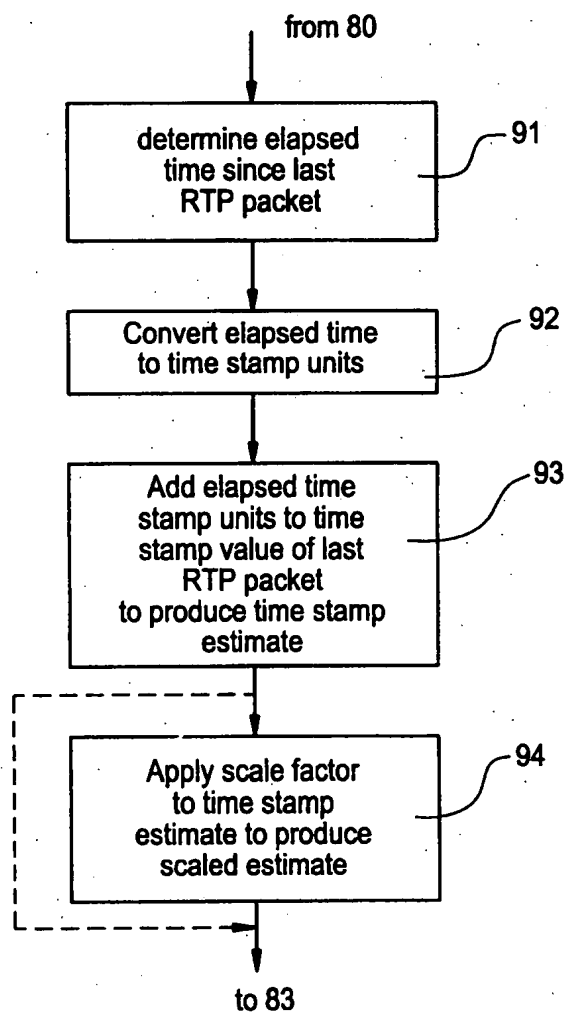 from 80
determine elapsed
time since last
RTP packet
91
Convert elapsed time
to time stamp units
92
Add elapsed time
stamp units to time
stamp value of last
RTP packet
to produce time stamp
estimate
93
Apply scale factor
to time stamp
estimate to produce
scaled estimate
94
to 83